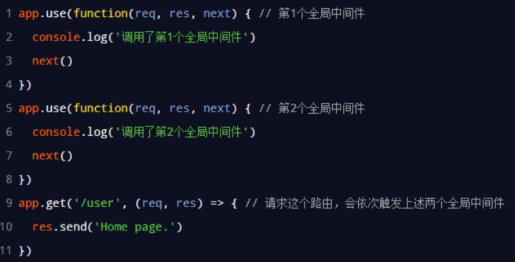 1 app.use(function(req, res, next) { // 第1个全局中间件
2 console.log('调用了第1个全局中间件')
3 next()
4 })
5 app.use(function(req, res, next) { // 第2个全局中间件
6 console.log('调用了第2个全局中间件')
7 next()
8 })
9 app.get('/user', (req, res) => { // 请求这个路由，会依次触发上述两个全局中间件
10 res.send('Home page.')
11 })